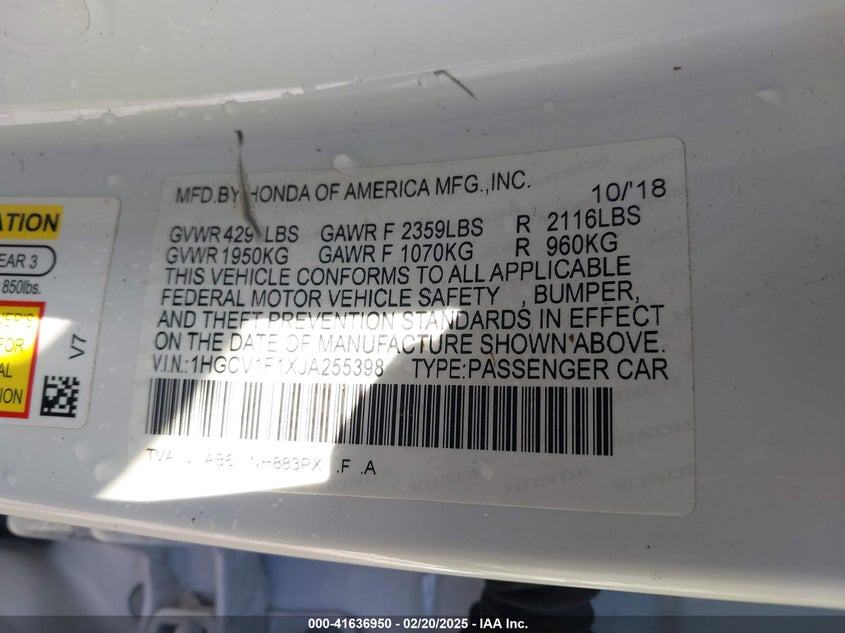 ATION
EAR 3
850lbs.
ER'S
FOR
AL
ION
V7
MFD.BY HONDA OF AMERICA MFG.,INC. 10/'18
GVWR LBS GAWR F 2359LBS R 2116LBS
GVWR 1950KG GAWR F 1070KG R 960KG
THIS VEHICLE CONFORMS TO ALL APPLICABLE
FEDERAL MOTOR VEHICLE SAFETY , BUMPER,
AND THEFT PREVENTION STANDARDS IN EFFECT
ON THE DATE OF MANUFACTURE SHOWN ABOVE.
V.I.N.: 1HGCV1F1XJA255398 TYPE:PASSENGER CAR
NH883PX
HONDA
000-41636950 — 02/20/2025 — IAA, Inc.